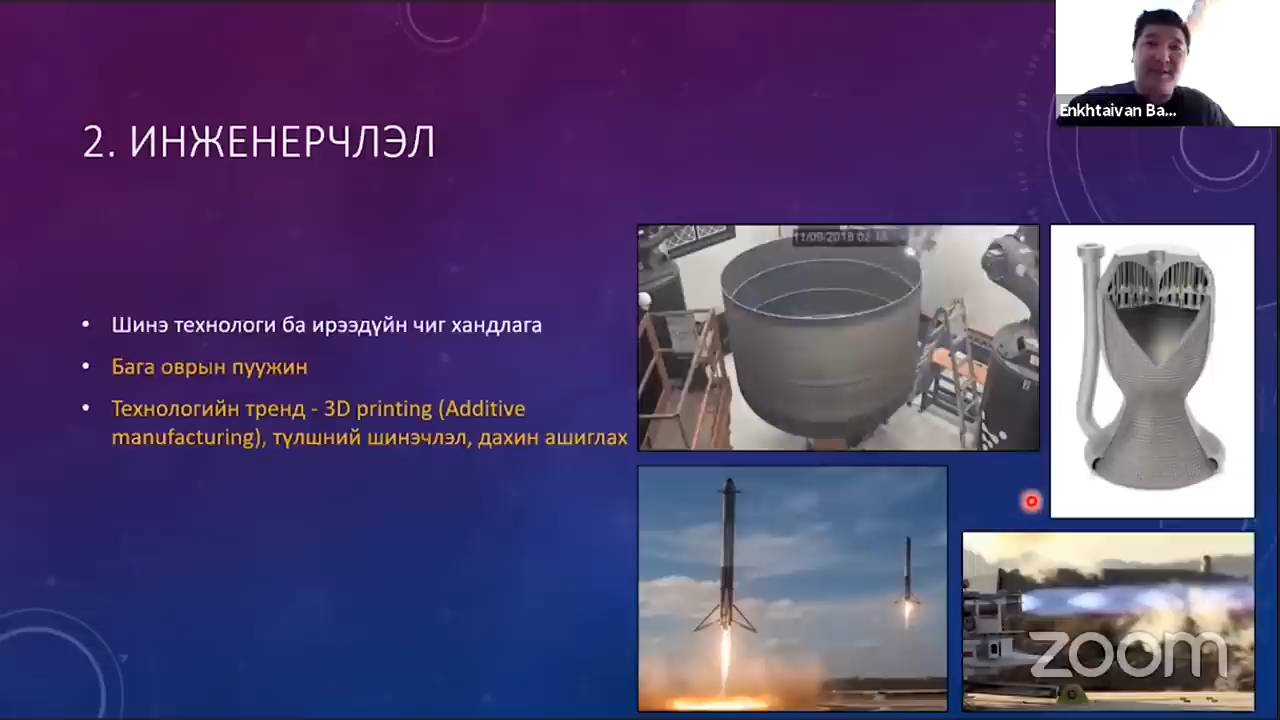 Enkhtaivan Ba...
2. ИНЖЕНЕРЧЛЭЛ
• Шинэ технологи ба ирээдүйн чиг хандлага
• Бага оврын пуужин
• Технологийн тренд - 3D printing (Additive
manufacturing), түлшний шинэчлэл, дахин ашиглах
zoom